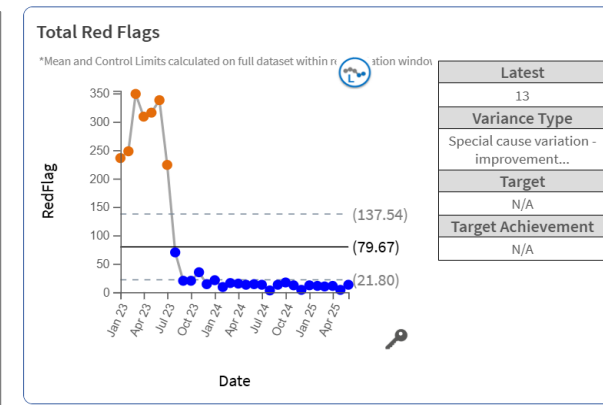 Total Red Flags
*Mean and Control Limits calculated on full dataset within ation window
L
350
300
250
200
150
100
50
0
RedFlag
(137.54)
(79.67)
(21.80)
Jan 23
Apr 23
Jul 23
Oct 23
Jan 24
Apr 24
Jul 24
Oct 24
Jan 25
Apr 25
Date
Latest
13
Variance Type
Special cause variation -
improvement...
Target
N/A
Target Achievement
N/A